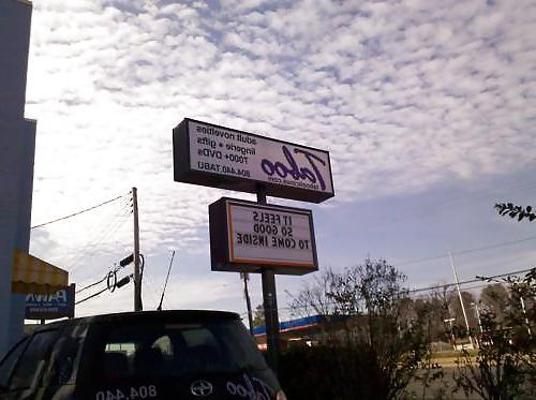 Taboo
adult novelties
lingerie • gifts
7000+ DVDs
804.440.TABU
IT FEELS
SO GOOD
TO COME INSIDE
PAWN
804.440
Taboo